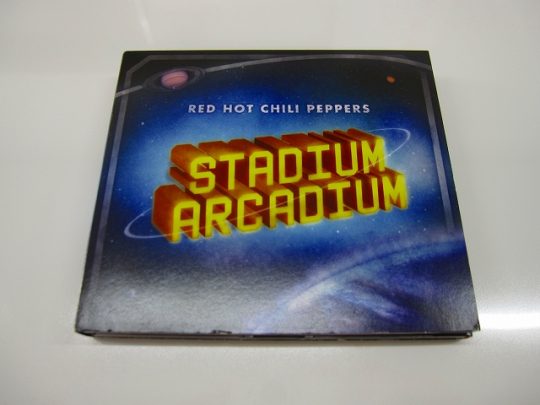 RED HOT CHILI PEPPERS
STADIUM
ARCADIUM